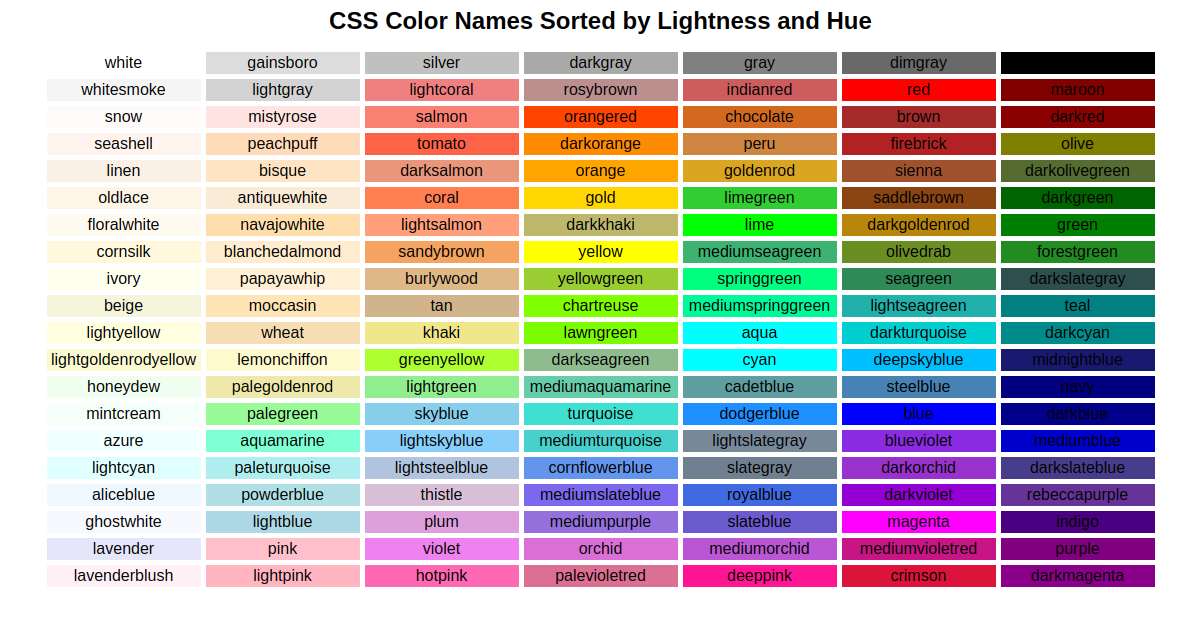 CSS Color Names Sorted by Lightness and Hue
white gainsboro silver darkgray gray dimgray
whitesmoke lightgray lightcoral rosybrown indianred red maroon
snow mistyrose salmon orangered chocolate brown darkred
seashell peachpuff tomato darkorange peru firebrick olive
linen bisque darksalmon orange goldenrod sienna darkolivegreen
oldlace antiquewhite coral gold limegreen saddlebrown darkgreen
floralwhite navajowhite lightsalmon darkkhaki lime darkgoldenrod green
cornsilk blanchedalmond sandybrown yellow mediumseagreen olivedrab forestgreen
ivory papayawhip burlywood yellowgreen springgreen seagreen darkslategray
beige moccasin tan chartreuse mediumspringgreen lightseagreen teal
lightyellow wheat khaki lawngreen aqua darkturquoise darkcyan
lightgoldenrodyellow lemonchiffon greenyellow darkseagreen cyan deepskyblue midnightblue
honeydew palegoldenrod lightgreen mediumaquamarine cadetblue steelblue navy
mintcream palegreen skyblue turquoise dodgerblue blue darkblue
azure aquamarine lightskyblue mediumturquoise lightslategray blueviolet mediumblue
lightcyan paleturquoise lightsteelblue cornflowerblue slategray darkorchid darkslateblue
aliceblue powderblue thistle mediumslateblue royalblue darkviolet rebeccapurple
ghostwhite lightblue plum mediumpurple slateblue magenta indigo
lavender pink violet orchid mediumorchid mediumvioletred purple
lavenderblush lightpink hotpink palevioletred deeppink crimson darkmagenta